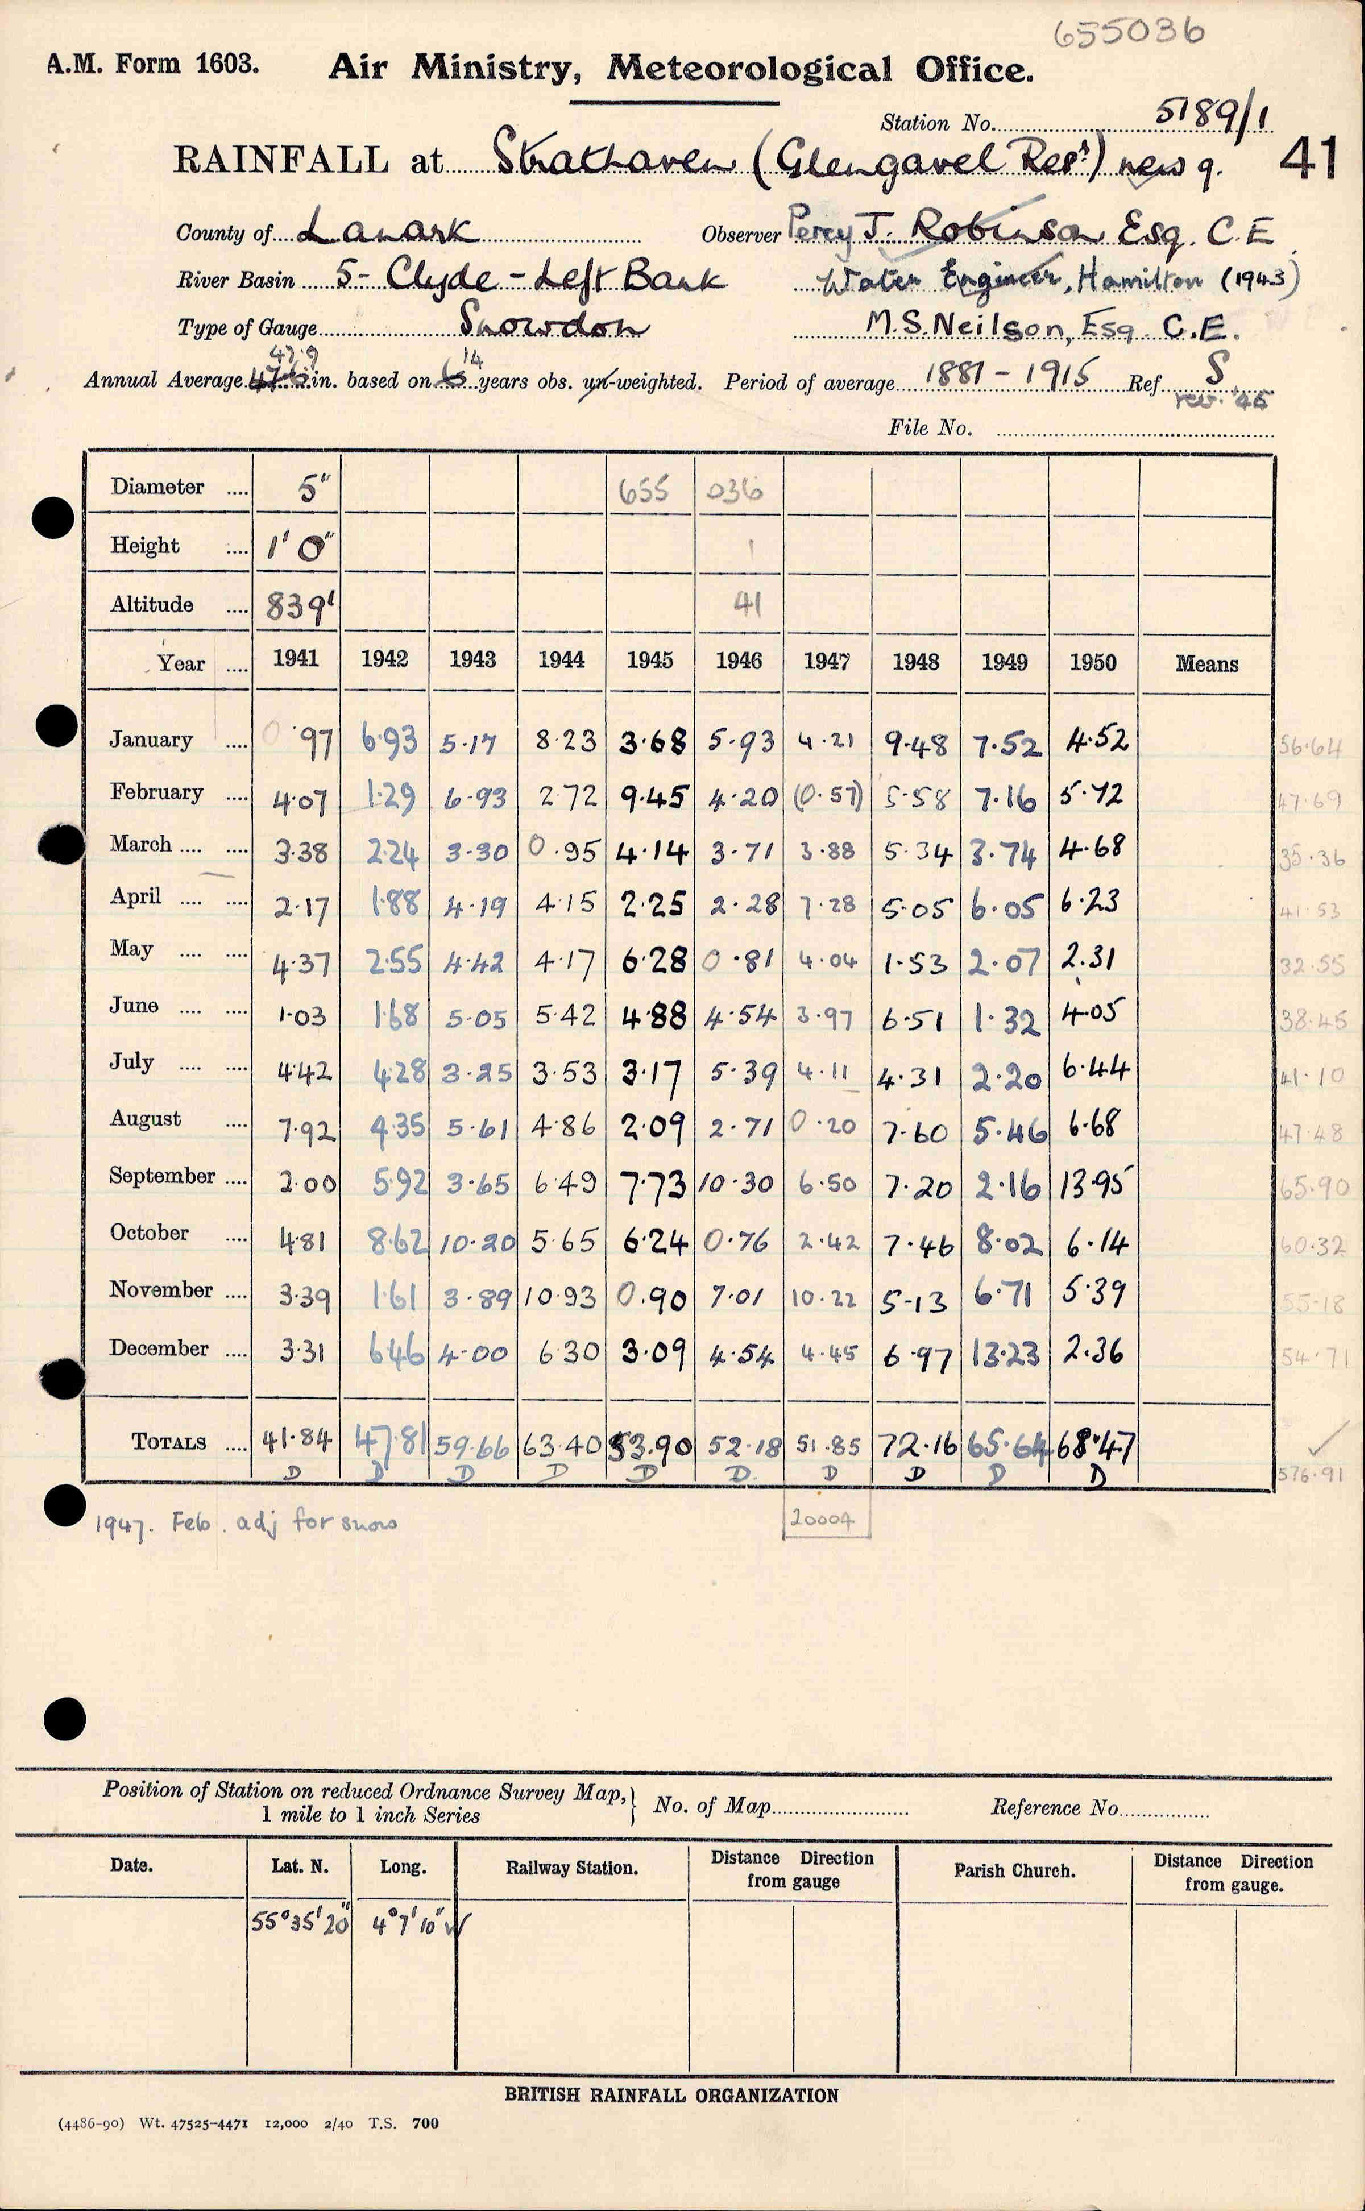 655036
A.M. Form 1603. Air Ministry, Meteorological Office.
Station No. 5189/1
RAINFALL at Strathaven (Glengavel Resr) new g. 41
County of Lanark Observer Percy J. Robinson Esq. C.E.
River Basin 5 - Clyde - Left Bank Water Engineer, Hamilton (1943)
Type of Gauge Snowdon M.S. Neilson, Esq. C.E.
47.9 14
Annual Average in. based on years obs. un-weighted. Period of average 1881 - 1915 Ref. S
rev. '45
File No.
Diameter .... 5" 655 036
Height .... 1' 0" 1
Altitude .... 839' 41
Year .... 1941 1942 1943 1944 1945 1946 1947 1948 1949 1950 Means
January .... 0.97 6.93 5.17 8.23 3.68 5.93 4.21 9.48 7.52 4.52 56.64
February .... 4.07 1.29 6.93 2.72 9.45 4.20 (0.57) 5.58 7.16 5.72 47.69
March .... .... 3.38 2.24 3.30 0.95 4.14 3.71 3.88 5.34 3.74 4.68 35.36
April .... .... 2.17 1.88 4.19 4.15 2.25 2.28 7.28 5.05 6.05 6.23 41.53
May .... .... 4.37 2.55 4.42 4.17 6.28 0.81 4.04 1.53 2.07 2.31 32.55
June .... .... 1.03 1.68 5.05 5.42 4.88 4.54 3.97 6.51 1.32 4.05 38.45
July .... .... 4.42 4.28 3.25 3.53 3.17 5.39 4.11 4.31 2.20 6.44 41.10
August .... 7.92 4.35 5.61 4.86 2.09 2.71 0.20 7.60 5.46 6.68 47.48
September .... 2.00 5.92 3.65 6.49 7.73 10.30 6.50 7.20 2.16 13.95 65.90
October .... 4.81 8.62 10.20 5.65 6.24 0.76 2.42 7.46 8.02 6.14 60.32
November .... 3.39 1.61 3.89 10.93 0.90 7.01 10.22 5.13 6.71 5.39 55.18
December .... 3.31 6.46 4.00 6.30 3.09 4.54 4.45 6.97 13.23 2.36 54.71
TOTALS .... 41.84 47.81 59.66 63.40 53.90 52.18 51.85 72.16 65.64 68.47
D D D D D D D D D D 576.91
1947. Feb. adj for snow 20004
Position of Station on reduced Ordnance Survey Map, 1 mile to 1 inch Series } No. of Map Reference No.
Date. Lat. N. Long. Railway Station. Distance Direction from gauge Parish Church. Distance Direction from gauge.
55° 35' 20" 4° 7' 10" W
BRITISH RAINFALL ORGANIZATION
(4486-90) Wt. 47525-4471 12,000 2/40 T.S. 700